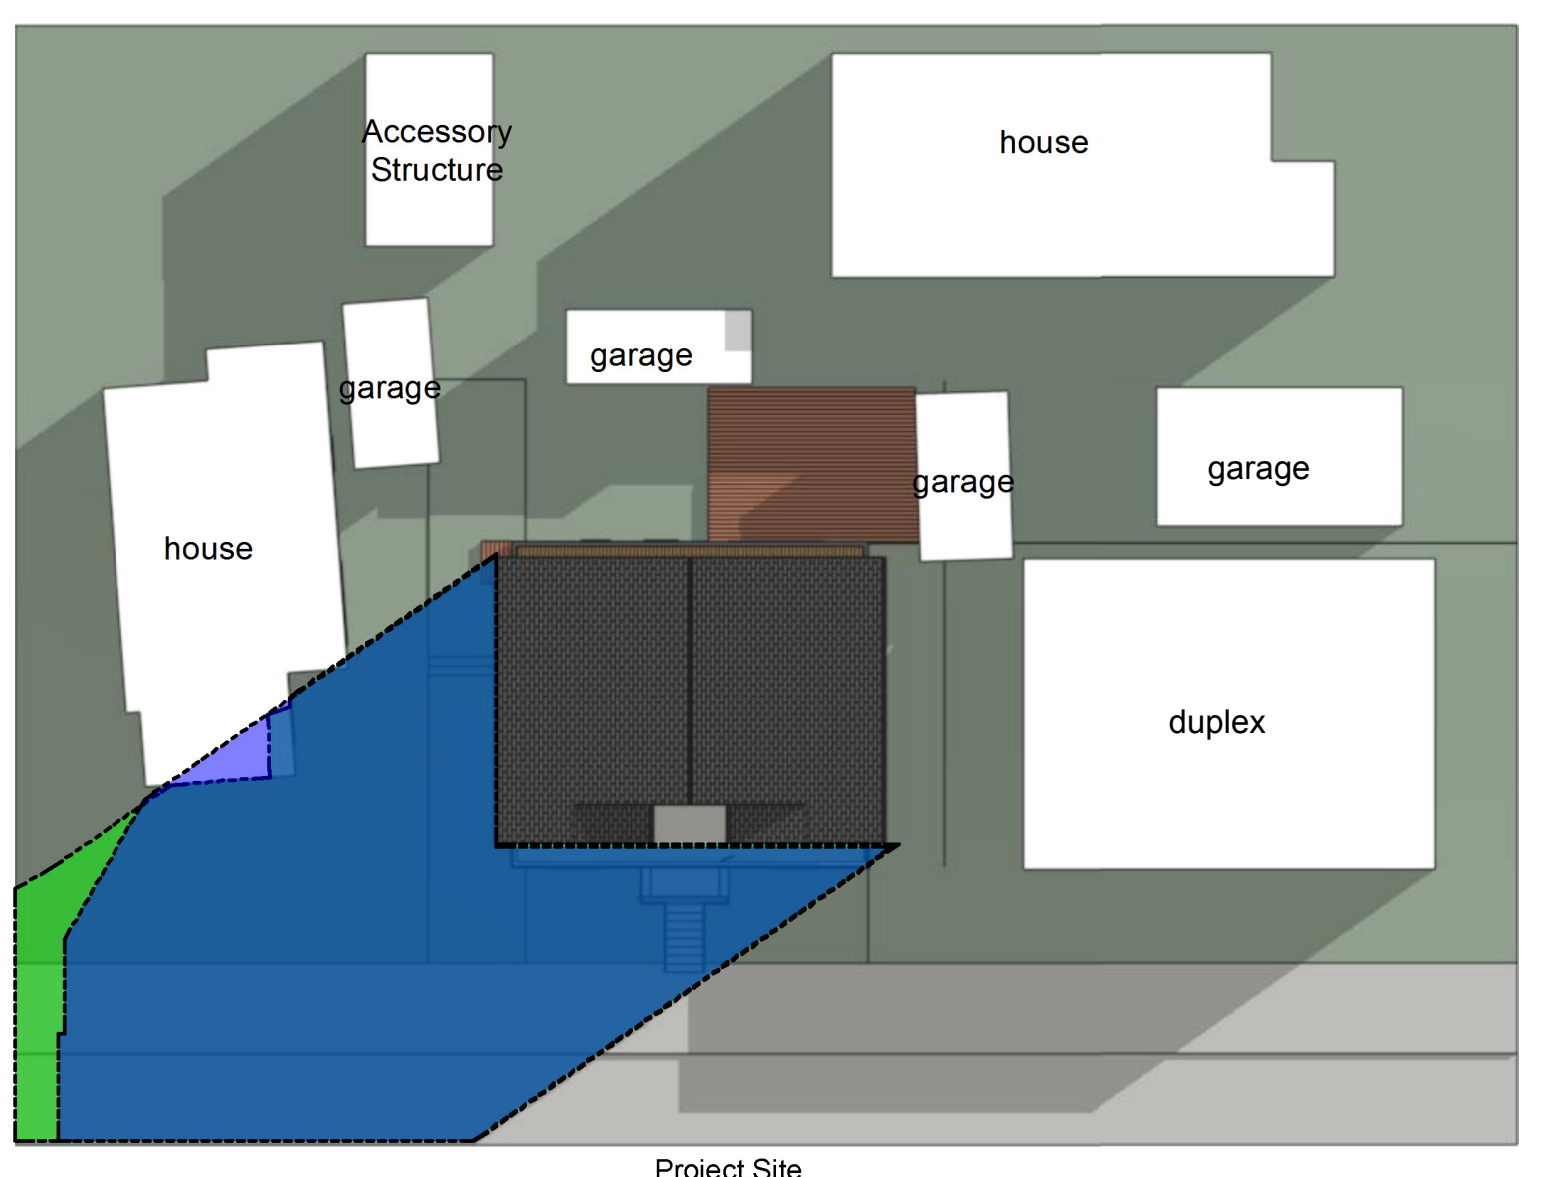 Accessory
Structure
house
garage
garage
garage
garage
house
duplex
Project Site